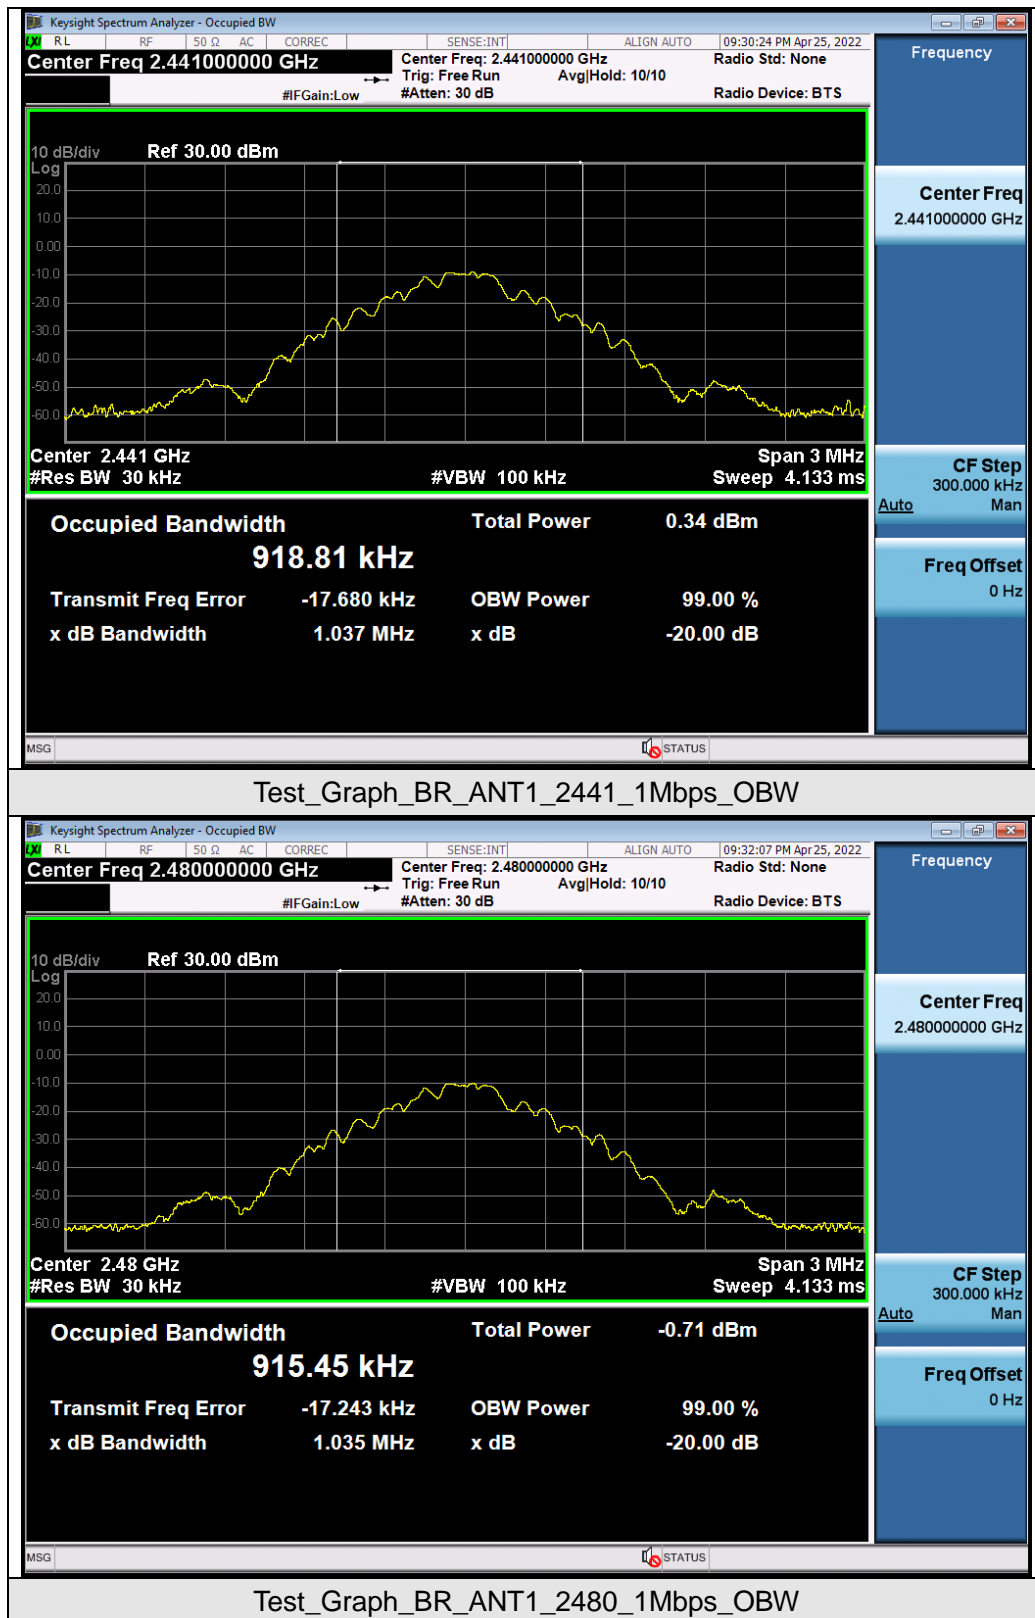 Keysight Spectrum Analyzer - Occupied BW
LXI RL RF 50 Ω AC CORREC SENSE:INT ALIGN AUTO 09:30:24 PM Apr 25, 2022
Center Freq 2.441000000 GHz
Center Freq: 2.441000000 GHz
Radio Std: None
Trig: Free Run Avg|Hold: 10/10
#IFGain:Low
#Atten: 30 dB
Radio Device: BTS
Frequency
10 dB/div Ref 30.00 dBm
Log
20.0
10.0
0.00
-10.0
-20.0
-30.0
-40.0
-50.0
-60.0
Center 2.441 GHz Span 3 MHz
#Res BW 30 kHz #VBW 100 kHz Sweep 4.133 ms
Center Freq
2.441000000 GHz
CF Step
300.000 kHz
Auto Man
Freq Offset
0 Hz
Occupied Bandwidth Total Power 0.34 dBm
918.81 kHz
Transmit Freq Error -17.680 kHz OBW Power 99.00 %
x dB Bandwidth 1.037 MHz x dB -20.00 dB
MSG STATUS
Test_Graph_BR_ANT1_2441_1Mbps_OBW
Keysight Spectrum Analyzer - Occupied BW
LXI RL RF 50 Ω AC CORREC SENSE:INT ALIGN AUTO 09:32:07 PM Apr 25, 2022
Center Freq 2.480000000 GHz
Center Freq: 2.480000000 GHz
Radio Std: None
Trig: Free Run Avg|Hold: 10/10
#IFGain:Low
#Atten: 30 dB
Radio Device: BTS
Frequency
10 dB/div Ref 30.00 dBm
Log
20.0
10.0
0.00
-10.0
-20.0
-30.0
-40.0
-50.0
-60.0
Center 2.48 GHz Span 3 MHz
#Res BW 30 kHz #VBW 100 kHz Sweep 4.133 ms
Center Freq
2.480000000 GHz
CF Step
300.000 kHz
Auto Man
Freq Offset
0 Hz
Occupied Bandwidth Total Power -0.71 dBm
915.45 kHz
Transmit Freq Error -17.243 kHz OBW Power 99.00 %
x dB Bandwidth 1.035 MHz x dB -20.00 dB
MSG STATUS
Test_Graph_BR_ANT1_2480_1Mbps_OBW